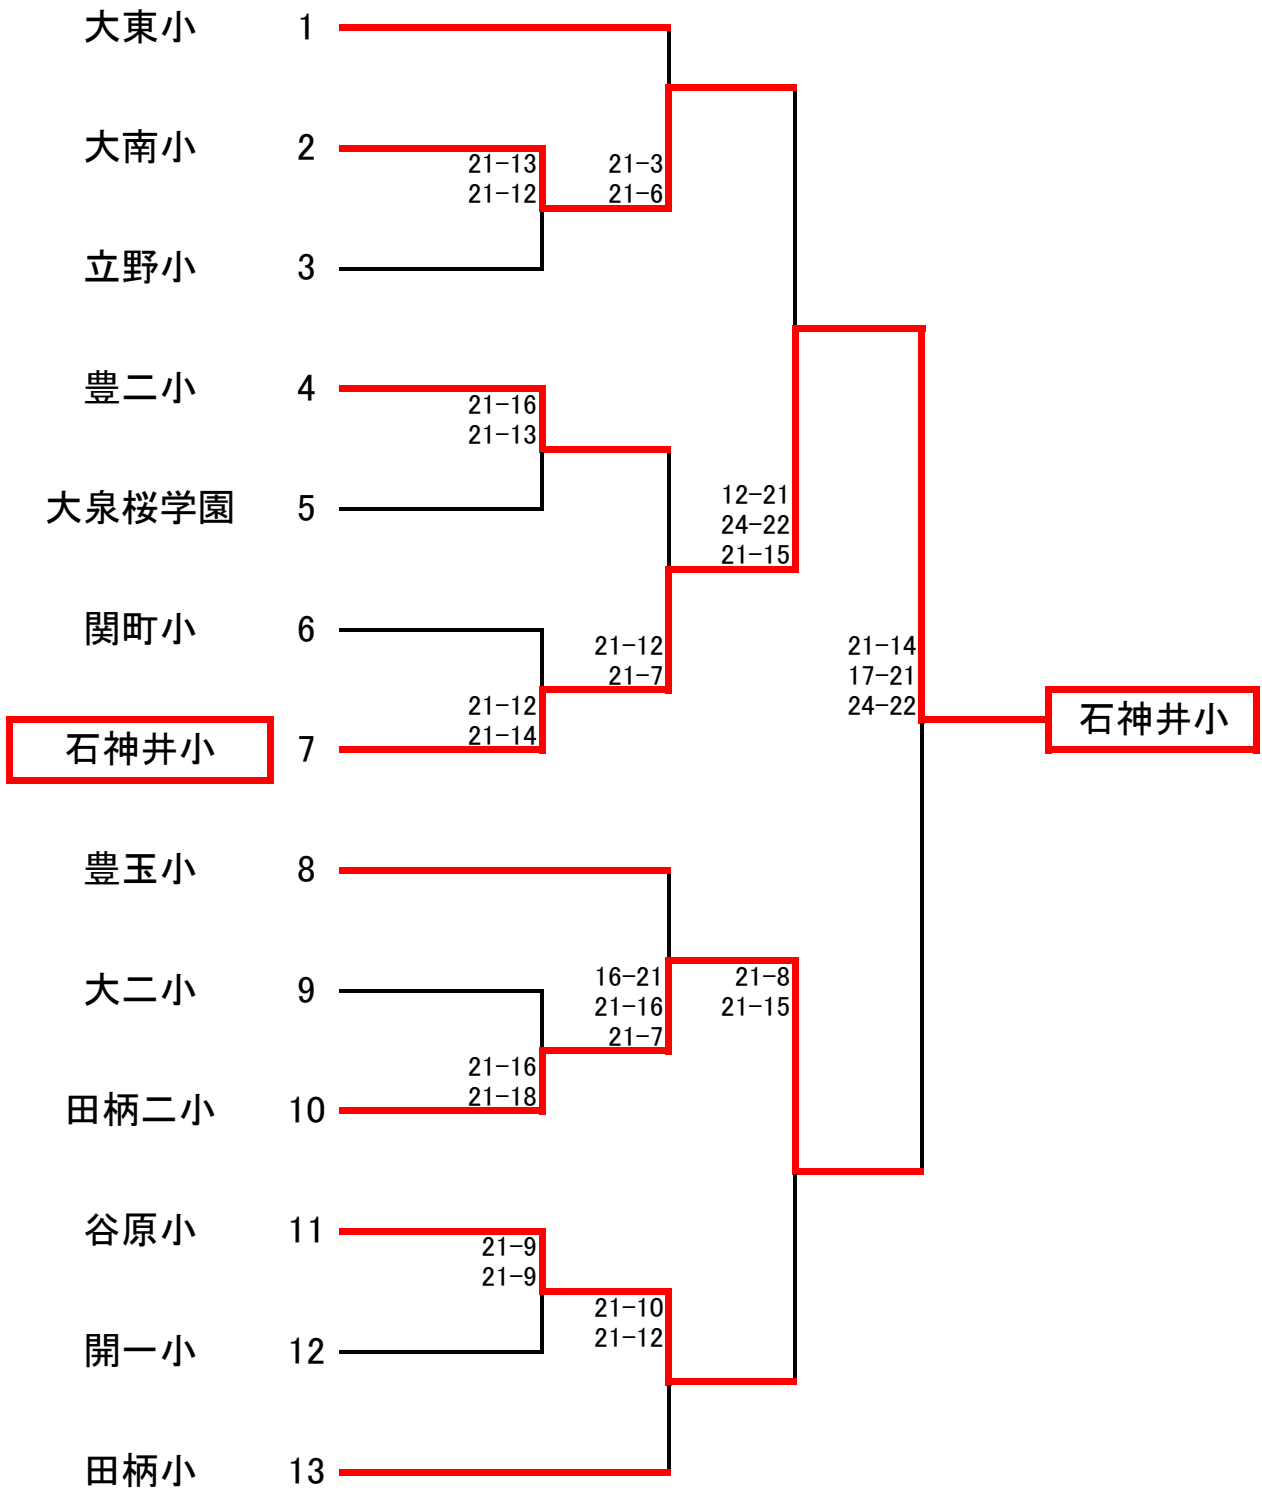 大東小 1
大南小 2
21-13 21-3
21-12 21-6
立野小 3
豊二小 4
21-16
21-13
大泉桜学園 5
12-21
24-22
21-15
関町小 6
21-12
21-7
21-14
17-21
24-22
21-12
21-14
石神井小 7
石神井小
豊玉小 8
大二小 9
16-21
21-16
21-7
21-8
21-15
21-16
21-18
田柄二小 10
谷原小 11
21-9
21-9
21-10
21-12
開一小 12
田柄小 13